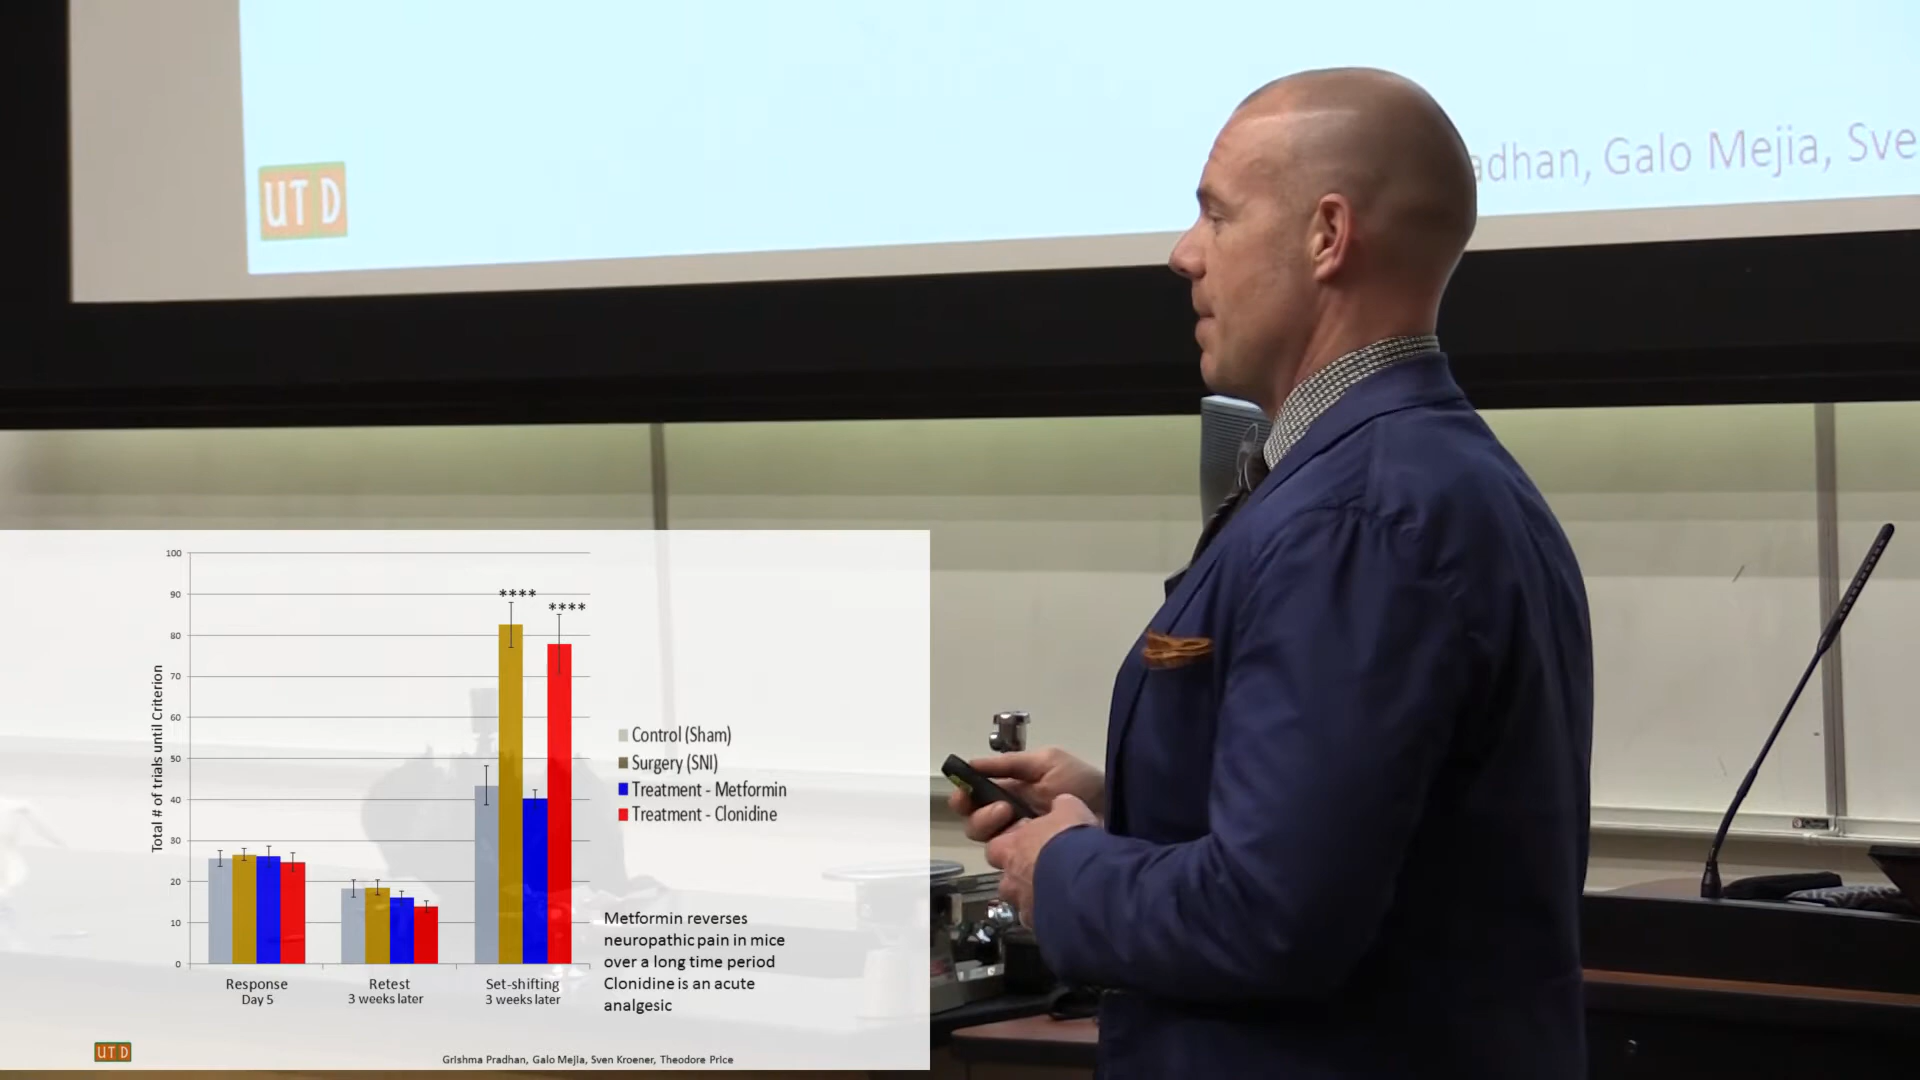 UT D
adhan, Galo Mejia, Sve
100
90
80
70
60
50
40
30
20
10
0
Total # of trials until Criterion
****
****
Response
Day 5
Retest
3 weeks later
Set-shifting
3 weeks later
Control (Sham)
Surgery (SNI)
Treatment - Metformin
Treatment - Clonidine
Metformin reverses
neuropathic pain in mice
over a long time period
Clonidine is an acute
analgesic
UT D
Grishma Pradhan, Galo Mejia, Sven Kroener, Theodore Price